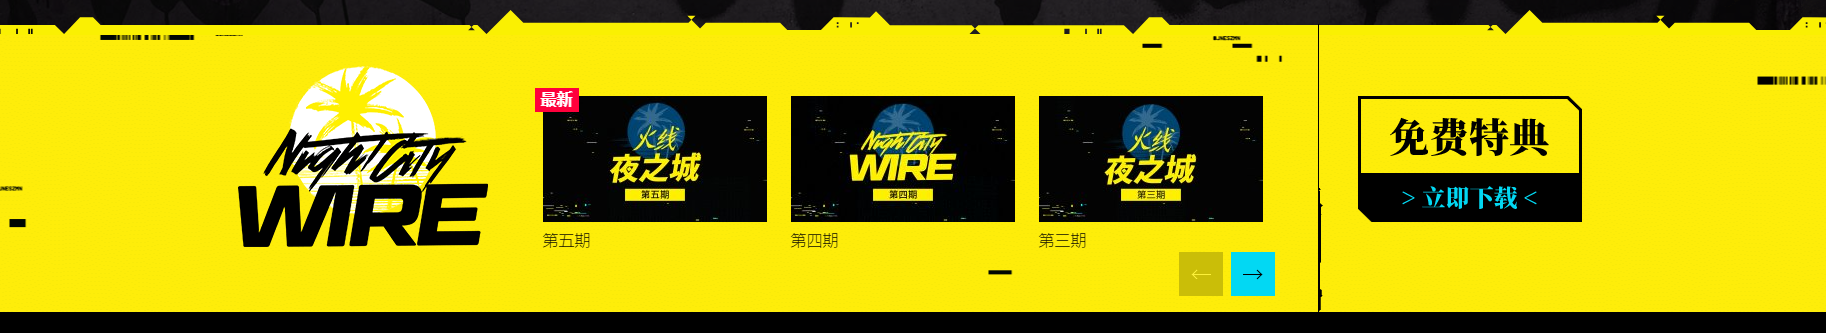 Night City
WIRE
最新
火线
夜之城
第五期
第五期
Night City
WIRE
第四期
第四期
火线
夜之城
第三期
第三期
← →
免费特典
> 立即下载 <